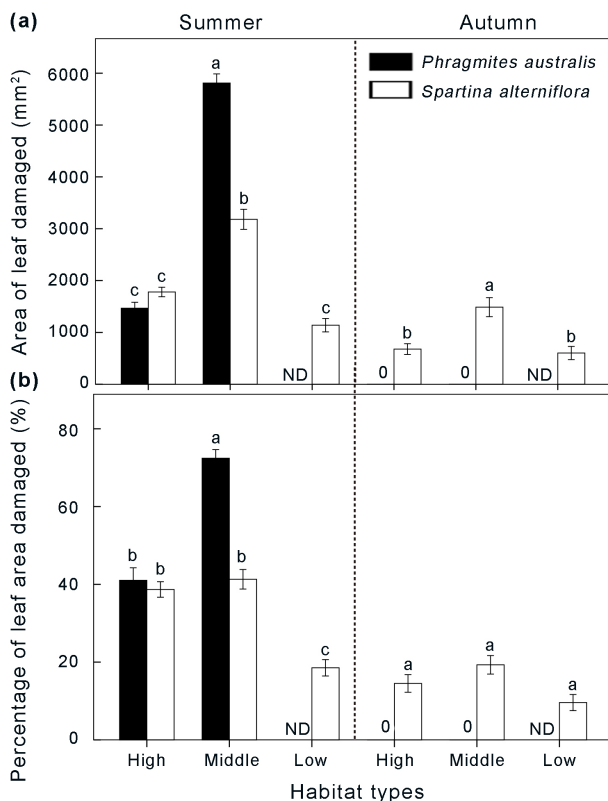 (a)
Summer
Autumn
Area of leaf damaged (mm²)
6000
5000
4000
3000
2000
1000
0
Phragmites australis
Spartina alterniflora
c
c
a
b
ND
c
0
b
0
a
ND
b
(b)
Percentage of leaf area damaged (%)
80
60
40
20
0
b
b
a
b
ND
c
0
a
0
a
ND
a
High
Middle
Low
High
Middle
Low
Habitat types